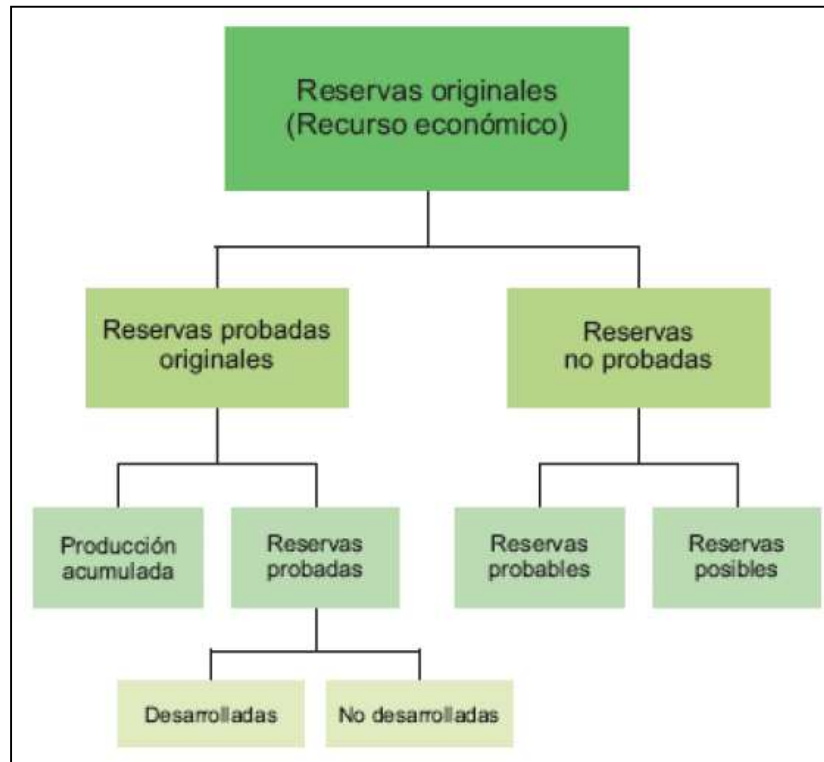 Reservas originales
(Recurso económico)
Reservas probadas
originales
Reservas
no probadas
Producción
acumulada
Reservas
probadas
Reservas
probables
Reservas
posibles
Desarrolladas
No desarrolladas